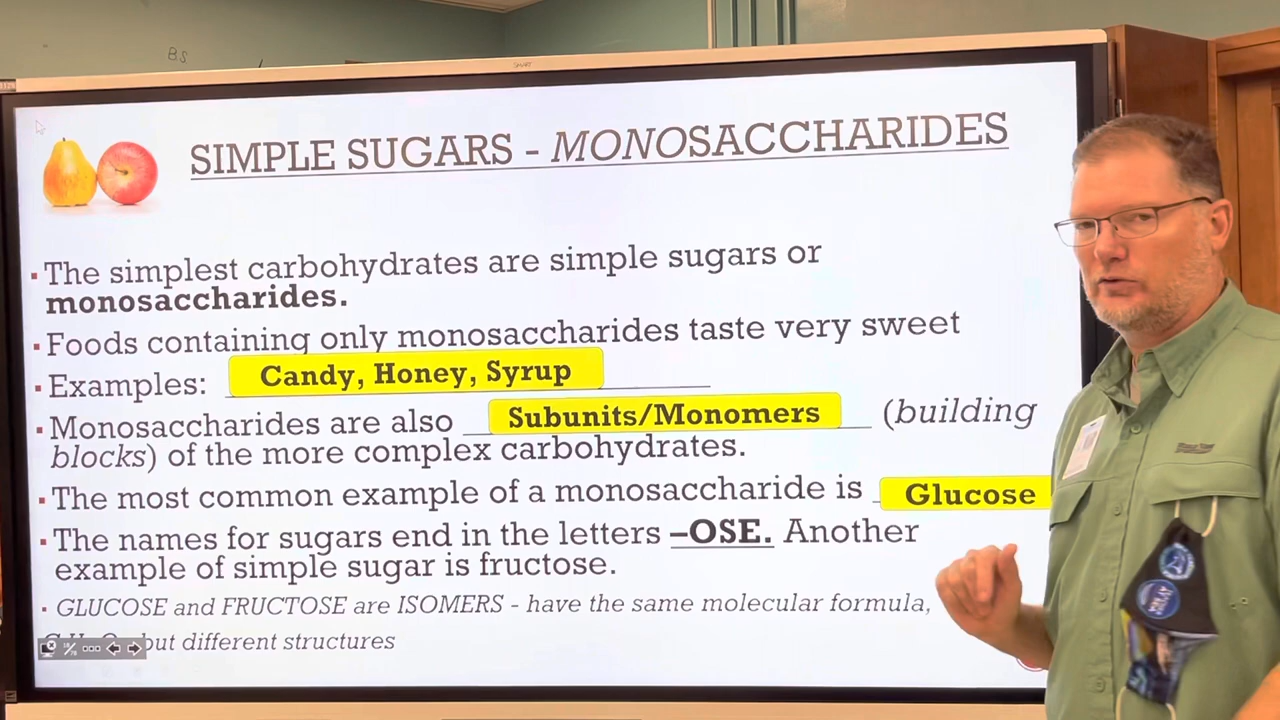 BS
SMART
SIMPLE SUGARS - MONOSACCHARIDES
▪ The simplest carbohydrates are simple sugars or
monosaccharides.
▪ Foods containing only monosaccharides taste very sweet
▪ Examples: Candy, Honey, Syrup
▪ Monosaccharides are also Subunits/Monomers (building
blocks) of the more complex carbohydrates.
▪ The most common example of a monosaccharide is Glucose
▪ The names for sugars end in the letters –OSE. Another
example of simple sugar is fructose.
▪ GLUCOSE and FRUCTOSE are ISOMERS - have the same molecular formula,
but different structures